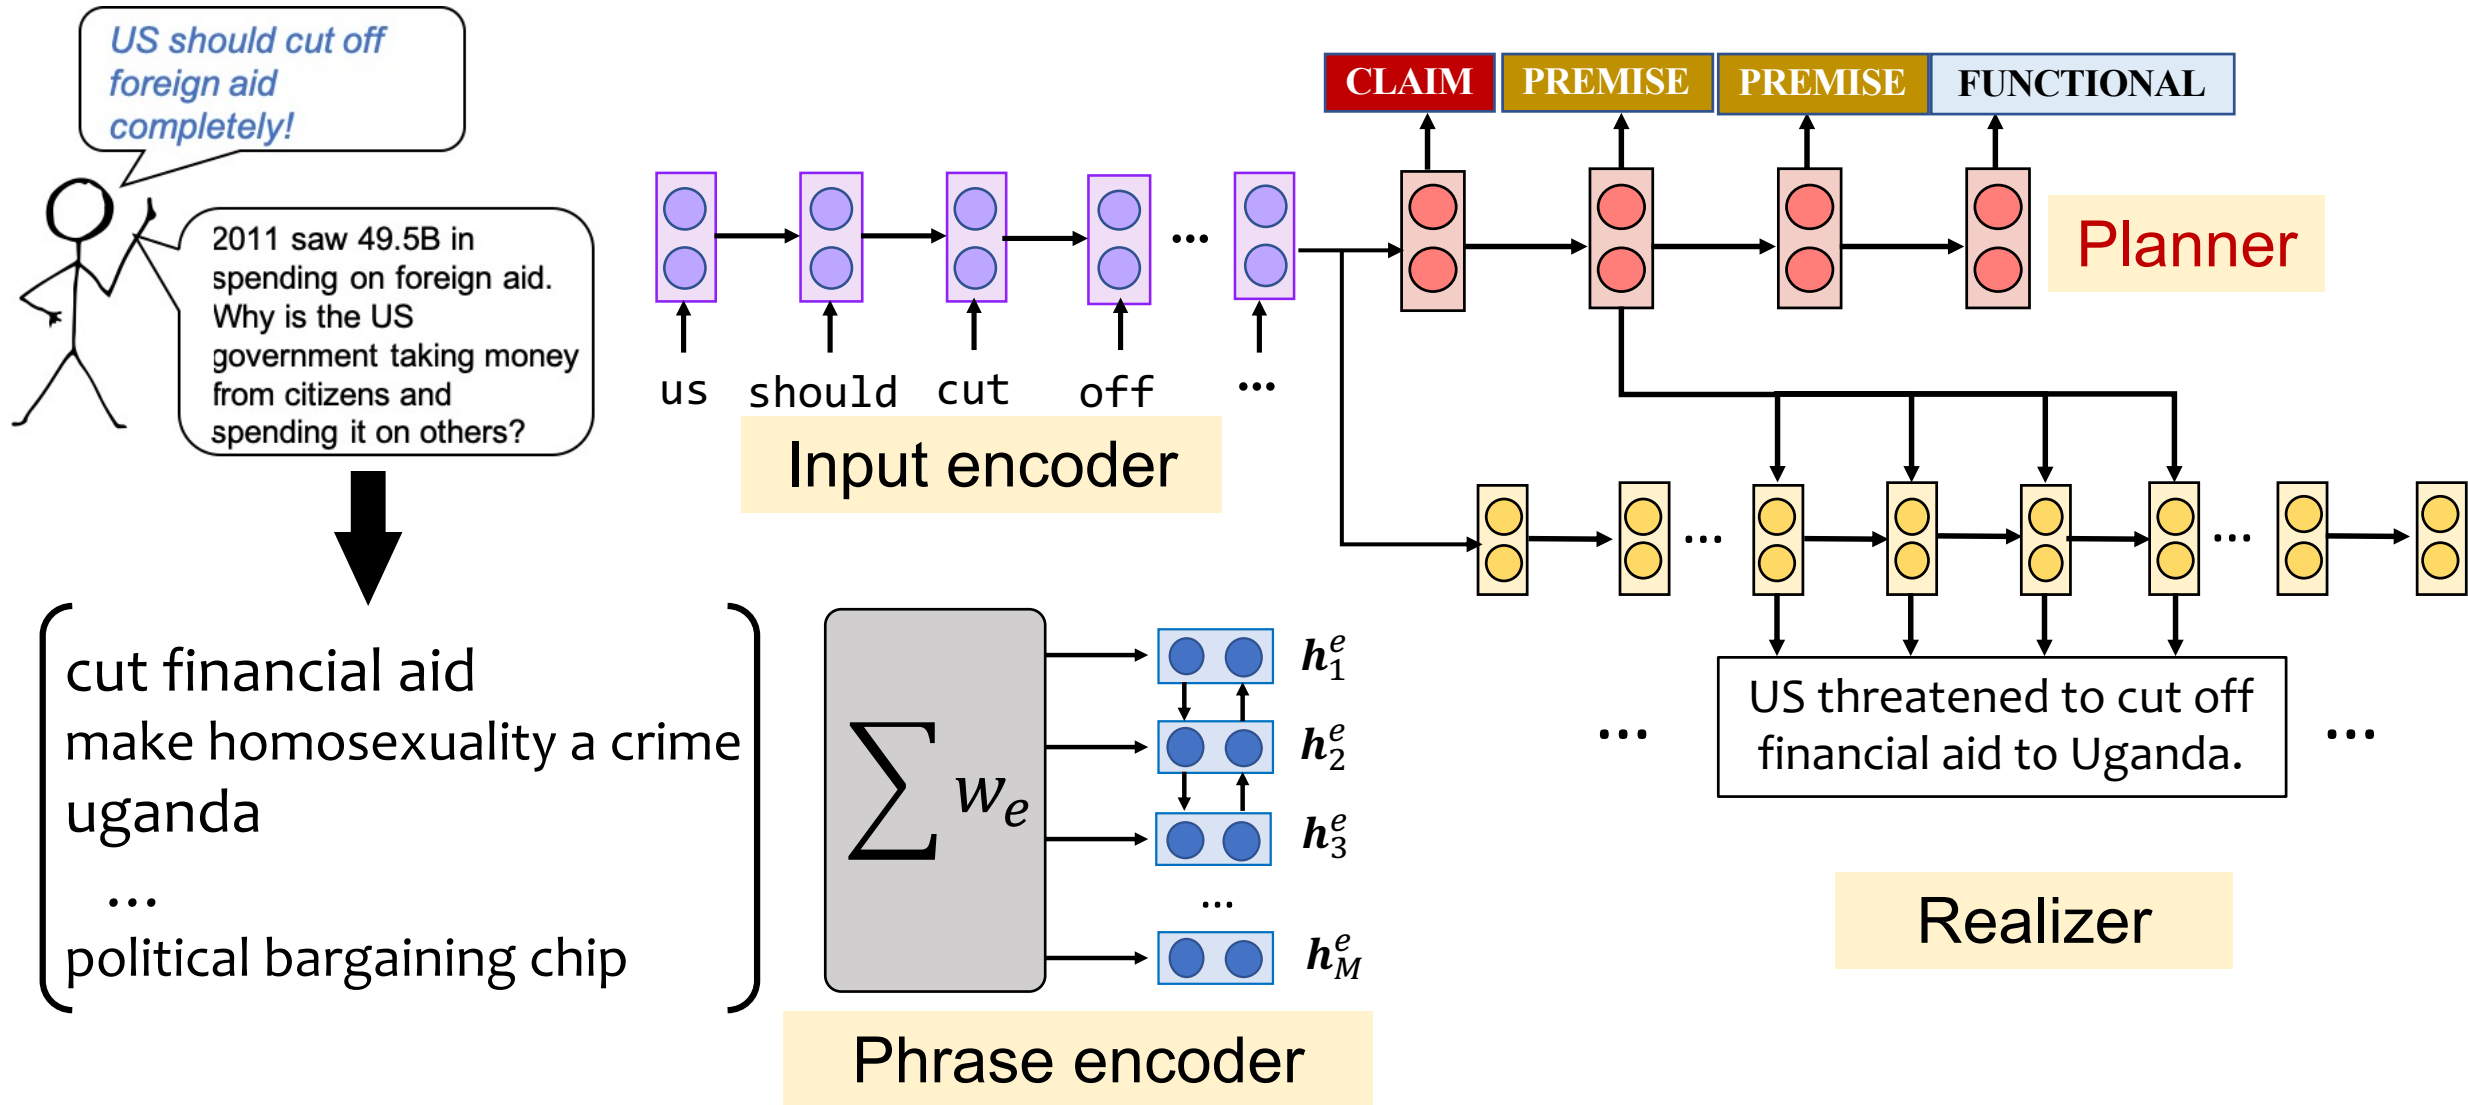 US should cut off
foreign aid
completely!
2011 saw 49.5B in
spending on foreign aid.
Why is the US
government taking money
from citizens and
spending it on others?
cut financial aid
make homosexuality a crime
uganda
...
political bargaining chip
us should cut off ...
...
Input encoder
CLAIM PREMISE PREMISE FUNCTIONAL
Planner
... ...
... US threatened to cut off
financial aid to Uganda. ...
Realizer
∑ wₑ
h₁ᵉ
h₂ᵉ
h₃ᵉ
...
h_Mᵉ
Phrase encoder